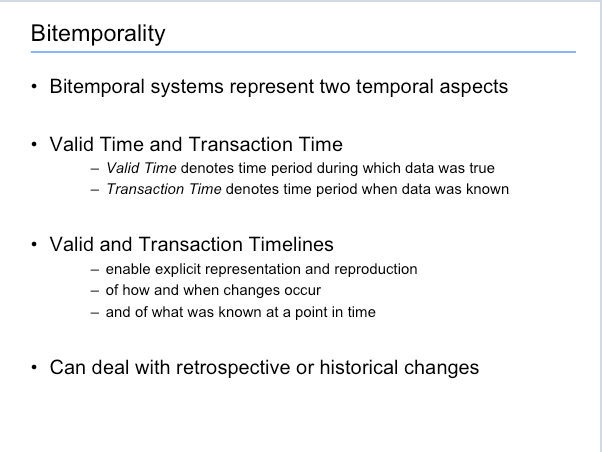 Bitemporality
• Bitemporal systems represent two temporal aspects
• Valid Time and Transaction Time
– Valid Time denotes time period during which data was true
– Transaction Time denotes time period when data was known
• Valid and Transaction Timelines
– enable explicit representation and reproduction
– of how and when changes occur
– and of what was known at a point in time
• Can deal with retrospective or historical changes